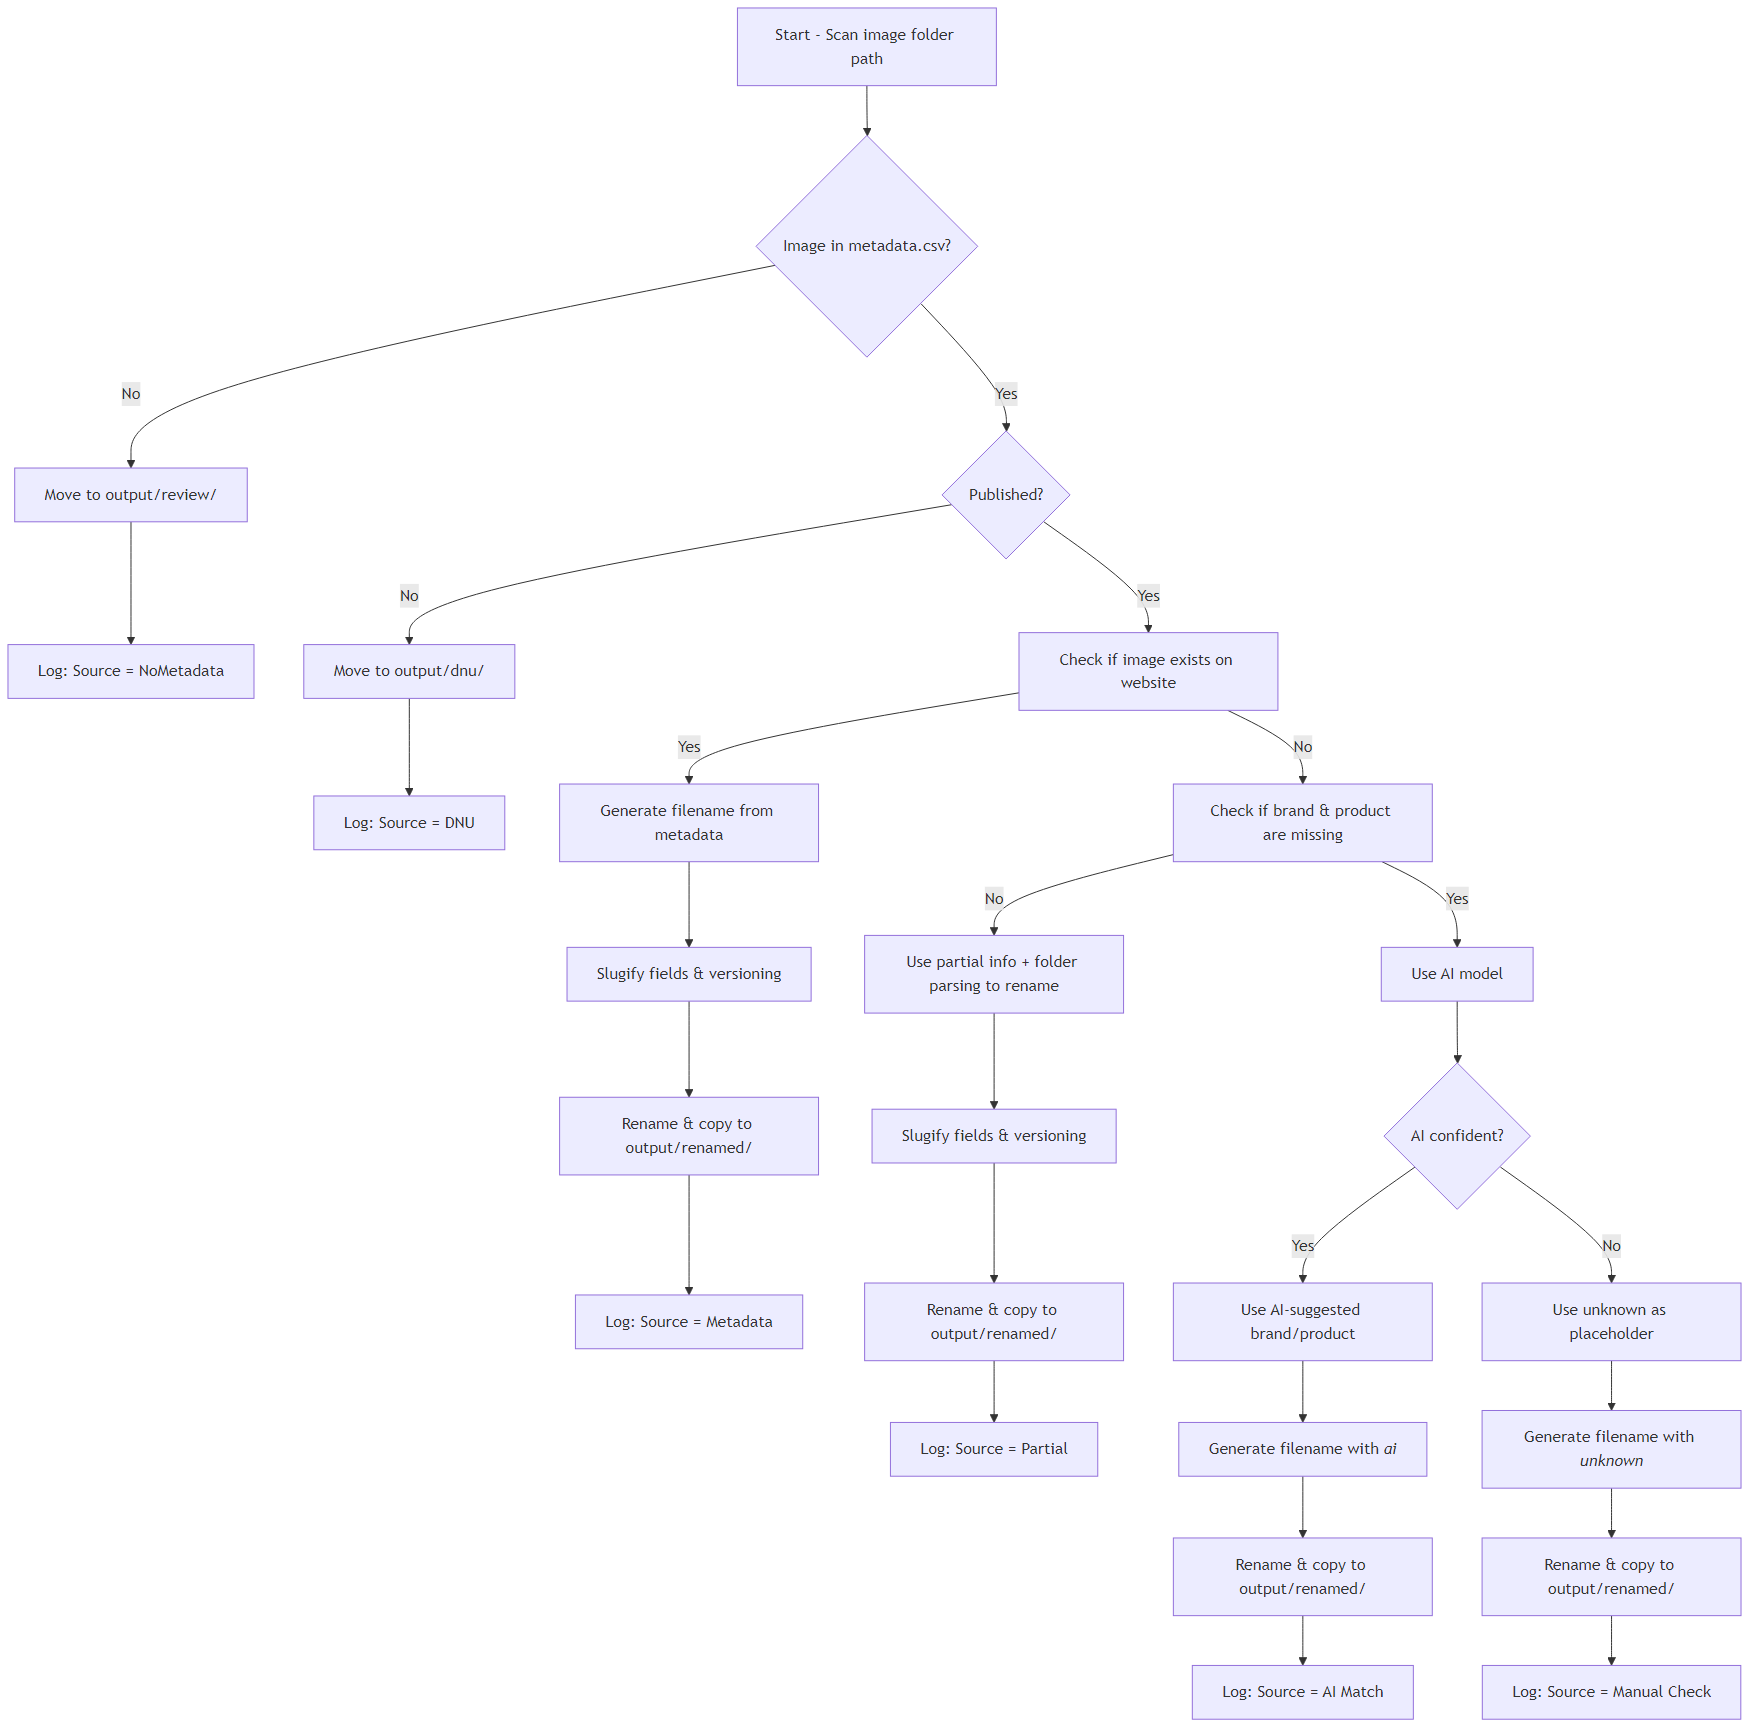 Start - Scan image folder
path
Image in metadata.csv?
No
Yes
Move to output/review/
Published?
No
Yes
Log: Source = NoMetadata
Move to output/dnu/
Check if image exists on
website
Yes
No
Log: Source = DNU
Generate filename from
metadata
Check if brand & product
are missing
No
Yes
Slugify fields & versioning
Use partial info + folder
parsing to rename
Use AI model
Rename & copy to
output/renamed/
Slugify fields & versioning
AI confident?
Yes
No
Log: Source = Metadata
Rename & copy to
output/renamed/
Use AI-suggested
brand/product
Use unknown as
placeholder
Log: Source = Partial
Generate filename with ai
Generate filename with
unknown
Rename & copy to
output/renamed/
Rename & copy to
output/renamed/
Log: Source = AI Match
Log: Source = Manual Check